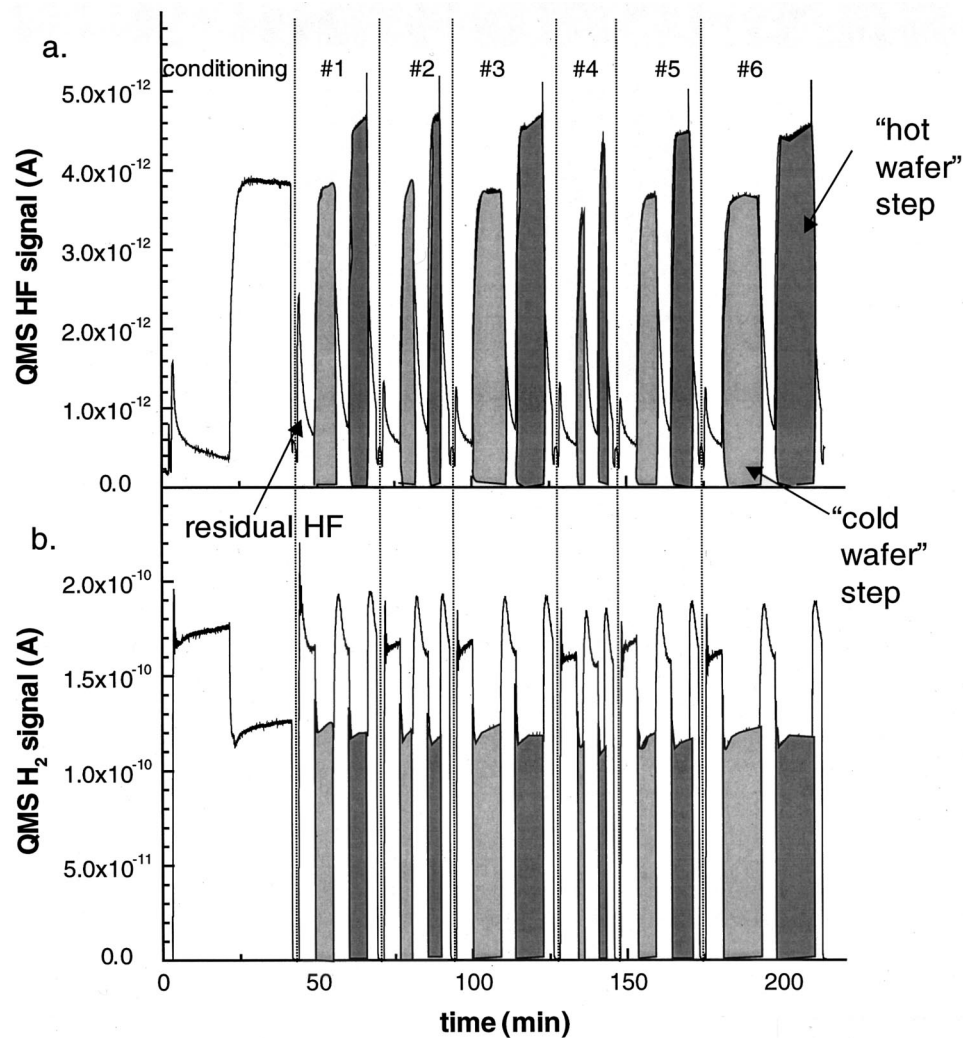 a.
conditioning #1 #2 #3 #4 #5 #6
5.0x10-12
4.0x10-12
3.0x10-12
2.0x10-12
1.0x10-12
0.0
QMS HF signal (A)
"hot
wafer"
step
residual HF
"cold
wafer"
step
b.
2.0x10-10
1.5x10-10
1.0x10-10
5.0x10-11
0.0
QMS H2 signal (A)
0 50 100 150 200
time (min)